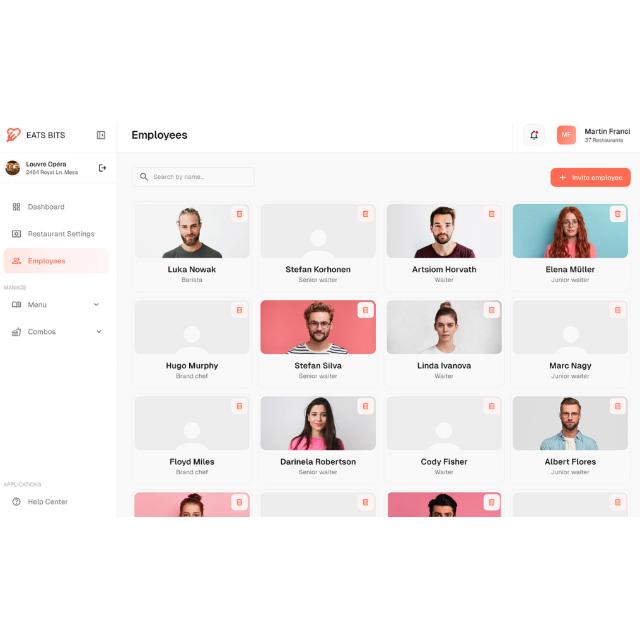 EATS BITS
Employees
MF
Martin Franci
37 Restaurants
Louvre Opéra
2464 Royal Ln. Mesa
Search by name...
+ Invite employee
Dashboard
Restaurant Settings
Employees
MANAGE
Menu
Combos
APPLICATIONS
Help Center
Luka Nowak
Barista
Stefan Korhonen
Senior waiter
Artsiom Horvath
Waiter
Elena Müller
Junior waiter
Hugo Murphy
Brand chef
Stefan Silva
Senior waiter
Linda Ivanova
Waiter
Marc Nagy
Junior waiter
Floyd Miles
Brand chef
Darinela Robertson
Senior waiter
Cody Fisher
Waiter
Albert Flores
Junior waiter